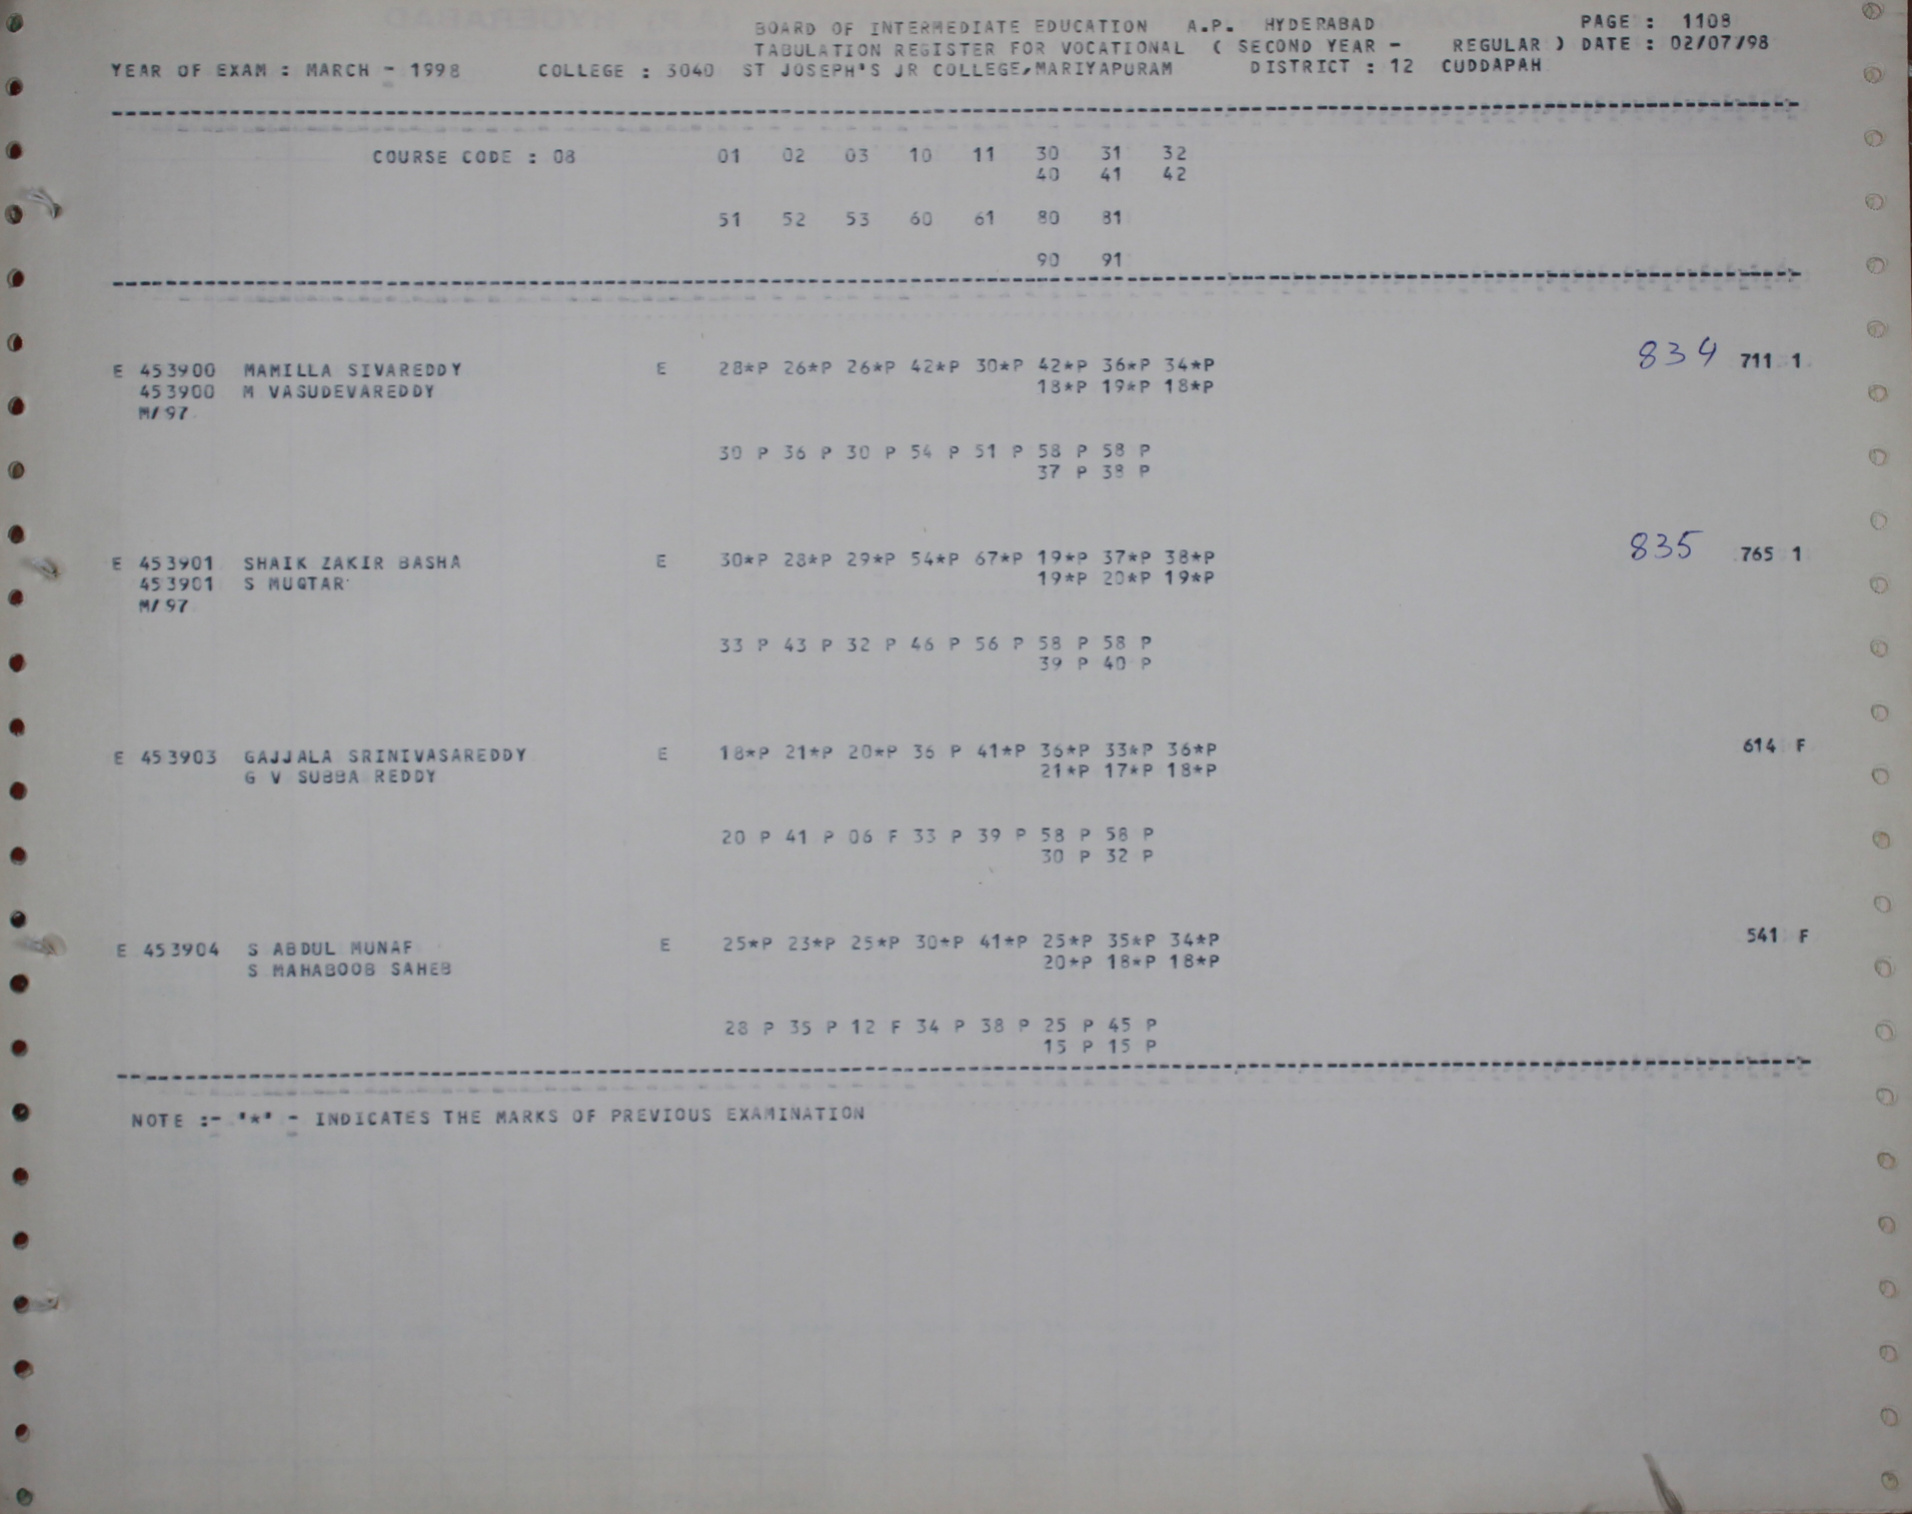 BOARD OF INTERMEDIATE EDUCATION A.P. HYDERABAD PAGE : 1108
TABULATION REGISTER FOR VOCATIONAL ( SECOND YEAR - REGULAR ) DATE : 02/07/98
YEAR OF EXAM : MARCH - 1998 COLLEGE : 3040 ST JOSEPH'S JR COLLEGE,MARIYAPURAM DISTRICT : 12 CUDDAPAH
COURSE CODE : 08 01 02 03 10 11 30 31 32
40 41 42
51 52 53 60 61 80 81
90 91
E 453900 MAMILLA SIVAREDDY E 28*P 26*P 26*P 42*P 30*P 42*P 36*P 34*P 834 711 1
453900 M VASUDEVAREDDY 18*P 19*P 18*P
M/97
30 P 36 P 30 P 54 P 51 P 58 P 58 P
37 P 38 P
E 453901 SHAIK ZAKIR BASHA E 30*P 28*P 29*P 54*P 67*P 19*P 37*P 38*P 835 765 1
453901 S MUQTAR 19*P 20*P 19*P
M/97
33 P 43 P 32 P 46 P 56 P 58 P 58 P
39 P 40 P
E 453903 GAJJALA SRINIVASAREDDY E 18*P 21*P 20*P 36 P 41*P 36*P 33*P 36*P 614 F
G V SUBBA REDDY 21*P 17*P 18*P
20 P 41 P 06 F 33 P 39 P 58 P 58 P
30 P 32 P
E 453904 S ABDUL MUNAF E 25*P 23*P 25*P 30*P 41*P 25*P 35*P 34*P 541 F
S MAHABOOB SAHEB 20*P 18*P 18*P
28 P 35 P 12 F 34 P 38 P 25 P 45 P
15 P 15 P
NOTE :- '*' - INDICATES THE MARKS OF PREVIOUS EXAMINATION